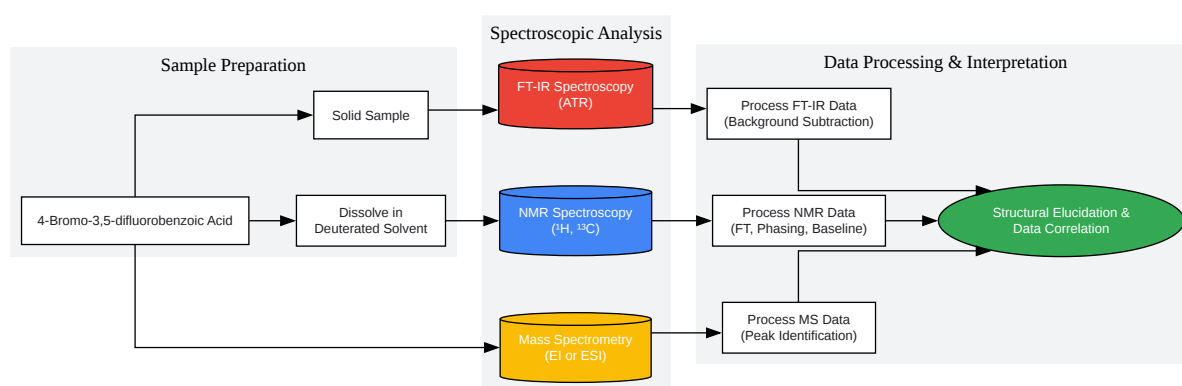 Spectroscopic Analysis
Sample Preparation
Data Processing & Interpretation
FT-IR Spectroscopy
(ATR)
Solid Sample
Process FT-IR Data
(Background Subtraction)
4-Bromo-3,5-difluorobenzoic Acid
Dissolve in
Deuterated Solvent
NMR Spectroscopy
(¹H, ¹³C)
Process NMR Data
(FT, Phasing, Baseline)
Structural Elucidation &
Data Correlation
Mass Spectrometry
(EI or ESI)
Process MS Data
(Peak Identification)